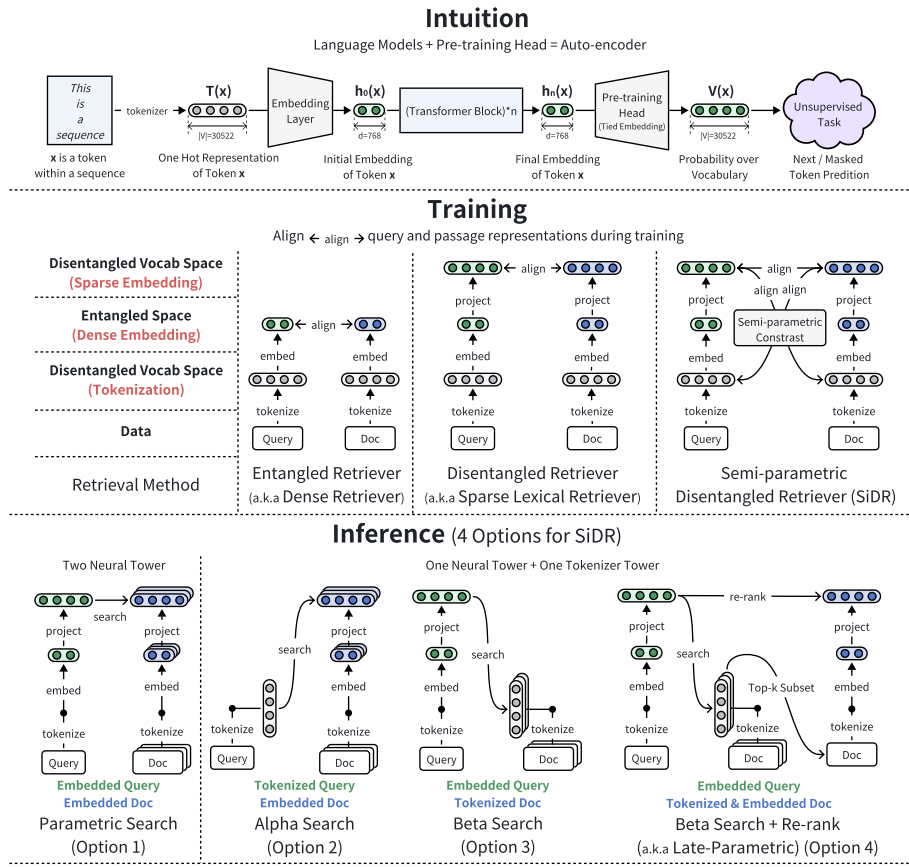 Intuition
Language Models + Pre-training Head = Auto-encoder
This
is
a
sequence
tokenizer
T(x)
|V|=30522
Embedding
Layer
h₀(x)
d=768
(Transformer Block)*n
hₙ(x)
d=768
Pre-training
Head
(Tied Embedding)
V(x)
|V|=30522
Unsupervised
Task
x is a token
within a sequence
One Hot Representation
of Token x
Initial Embedding
of Token x
Final Embedding
of Token x
Probability over
Vocabulary
Next / Masked
Token Predition
Training
Align ← align → query and passage representations during training
Disentangled Vocab Space
(Sparse Embedding)
Entangled Space
(Dense Embedding)
Disentangled Vocab Space
(Tokenization)
Data
Retrieval Method
align
embed
embed
tokenize
tokenize
Query
Doc
Entangled Retriever
(a.k.a Dense Retriever)
align
project
project
embed
embed
tokenize
tokenize
Query
Doc
Disentangled Retriever
(a.k.a Sparse Lexical Retriever)
align
align align
project
project
Semi-parametric
Constrast
embed
embed
tokenize
tokenize
Query
Doc
Semi-parametric
Disentangled Retriever (SiDR)
Inference (4 Options for SiDR)
Two Neural Tower
One Neural Tower + One Tokenizer Tower
search
project
project
embed
embed
tokenize
tokenize
Query
Doc
Embedded Query
Embedded Doc
Parametric Search
(Option 1)
project
search
embed
tokenize
tokenize
Query
Doc
Tokenized Query
Embedded Doc
Alpha Search
(Option 2)
project
search
embed
tokenize
tokenize
Query
Doc
Embedded Query
Tokenized Doc
Beta Search
(Option 3)
re-rank
project
project
search
embed
Top-k Subset
embed
tokenize
tokenize
tokenize
Query
Doc
Doc
Embedded Query
Tokenized & Embedded Doc
Beta Search + Re-rank
(a.k.a Late-Parametric) (Option 4)